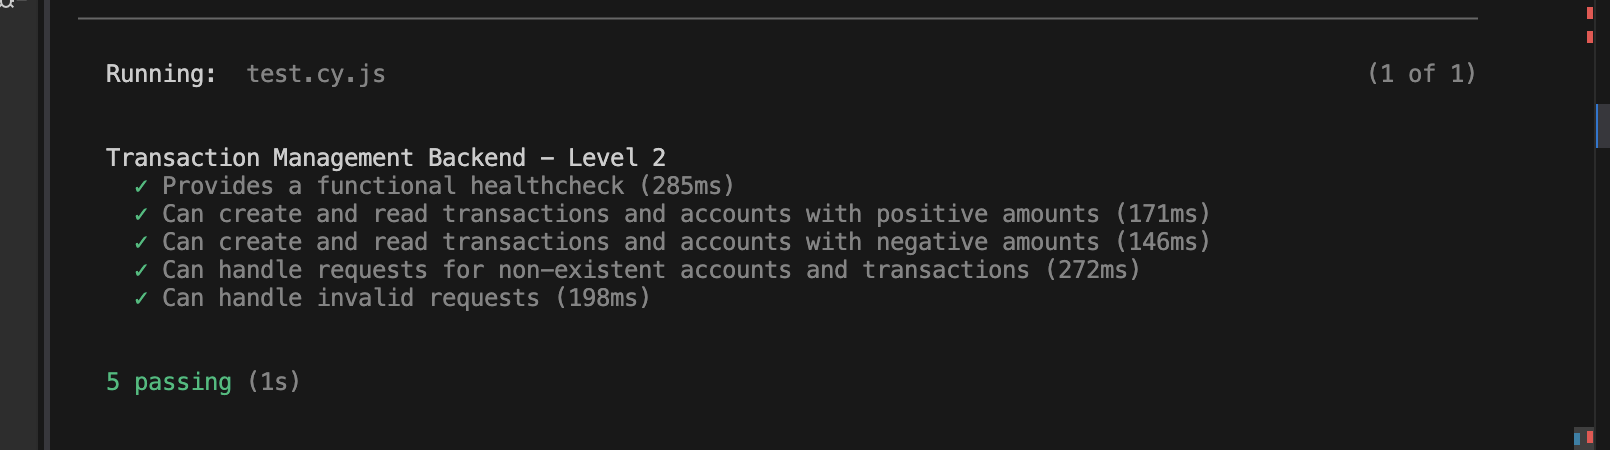 Running:  test.cy.js (1 of 1)
Transaction Management Backend – Level 2
✓ Provides a functional healthcheck (285ms)
✓ Can create and read transactions and accounts with positive amounts (171ms)
✓ Can create and read transactions and accounts with negative amounts (146ms)
✓ Can handle requests for non-existent accounts and transactions (272ms)
✓ Can handle invalid requests (198ms)
5 passing (1s)